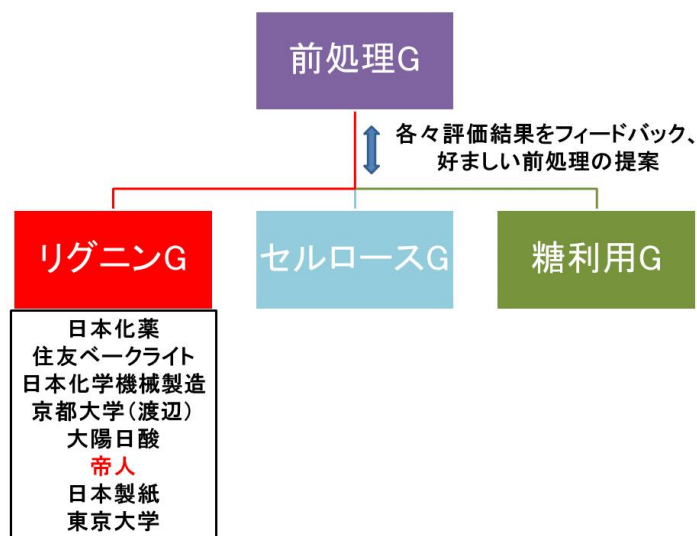 前処理G
各々評価結果をフィードバック、
好ましい前処理の提案
リグニンG
セルロースG
糖利用G
日本化薬
住友ベークライト
日本化学機械製造
京都大学(渡辺)
大陽日酸
帝人
日本製紙
東京大学